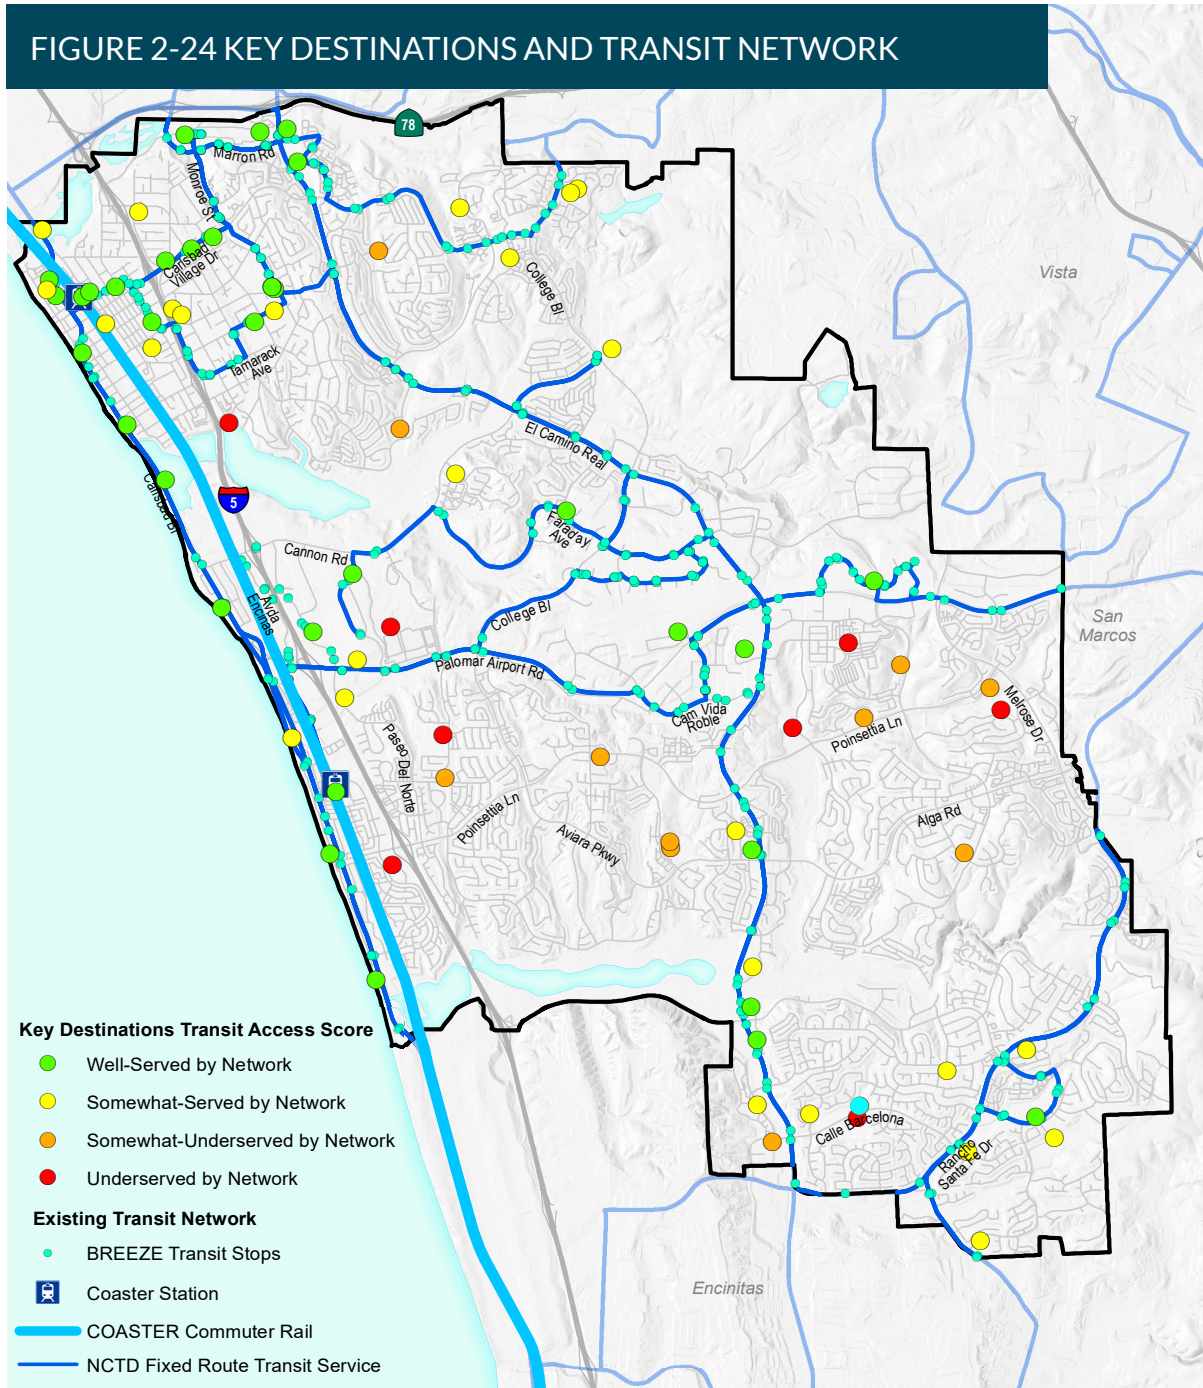 FIGURE 2-24 KEY DESTINATIONS AND TRANSIT NETWORK
78
Marron Rd
Monroe St
Carlsbad
Village Dr
College Bl
Vista
Tamarack
Ave
El Camino Real
Carlsbad Bl
5
Faraday
Ave
Cannon Rd
Avda
Encinas
College Bl
San
Marcos
Palomar Airport Rd
Cam Vida
Roble
Melrose Dr
Poinsettia Ln
Paseo Del Norte
Poinsettia Ln
Alga Rd
Aviara Pkwy
Calle Barcelona
Rancho
Santa Fe Dr
Encinitas
Key Destinations Transit Access Score
Well-Served by Network
Somewhat-Served by Network
Somewhat-Underserved by Network
Underserved by Network
Existing Transit Network
BREEZE Transit Stops
Coaster Station
COASTER Commuter Rail
NCTD Fixed Route Transit Service